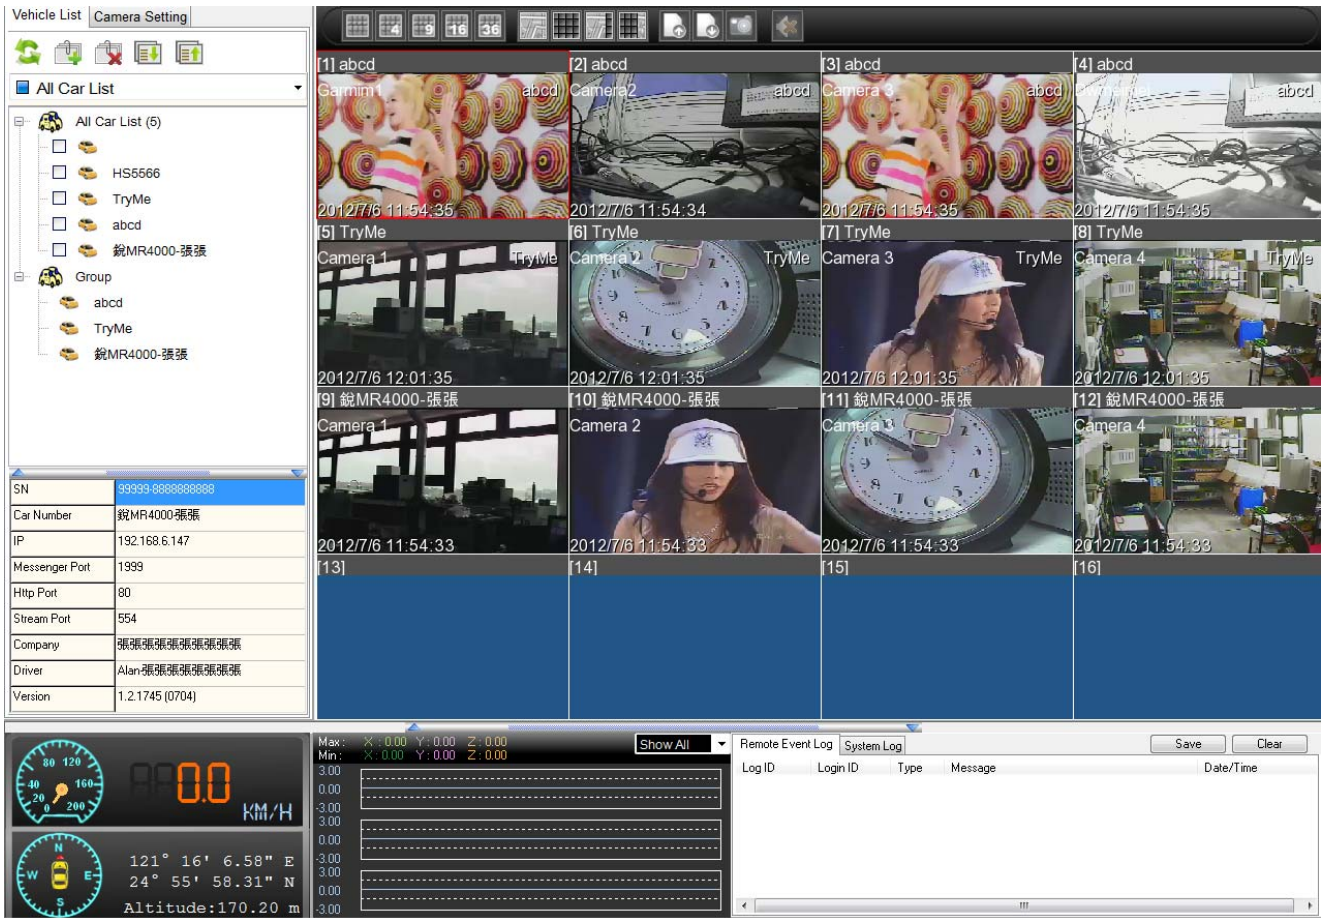 Vehicle List Camera Setting
4 9 16 36
All Car List
All Car List (5)
HS5566
TryMe
abcd
銳MR4000-張張
Group
abcd
TryMe
銳MR4000-張張
SN 99999-8888888888
Car Number 銳MR4000-張張
IP 192.168.6.147
Messenger Port 1999
Http Port 80
Stream Port 554
Company 張張張張張張張張張張
Driver Alan-張張張張張張張張
Version 1.2.1745 (0704)
[1] abcd [2] abcd [3] abcd [4] abcd
Garmim1 abcd Camera2 abcd Camera 3 abcd abcd
2012/7/6 11:54:35 2012/7/6 11:54:34 2012/7/6 11:54:35 2012/7/6 11:54:35
[5] TryMe [6] TryMe [7] TryMe [8] TryMe
Camera 1 TryMe Camera 2 TryMe Camera 3 TryMe Camera 4 TryMe
2012/7/6 12:01:35 2012/7/6 12:01:35 2012/7/6 12:01:35 2012/7/6 12:01:35
[9] 銳MR4000-張張 [10] 銳MR4000-張張 [11] 銳MR4000-張張 [12] 銳MR4000-張張
Camera 1 Camera 2 Camera 3 Camera 4
2012/7/6 11:54:33 2012/7/6 11:54:33 2012/7/6 11:54:33 2012/7/6 11:54:33
[13] [14] [15] [16]
80 120
40 160
20 200
0
0.0
KM/H
N
W E
S
121° 16' 6.58" E
24° 55' 58.31" N
Altitude:170.20 m
Max: X:0.00 Y:0.00 Z:0.00 Show All
Min: X:0.00 Y:0.00 Z:0.00
3.00
0.00
-3.00
3.00
0.00
-3.00
3.00
0.00
-3.00
Remote Event Log System Log Save Clear
Log ID Login ID Type Message Date/Time